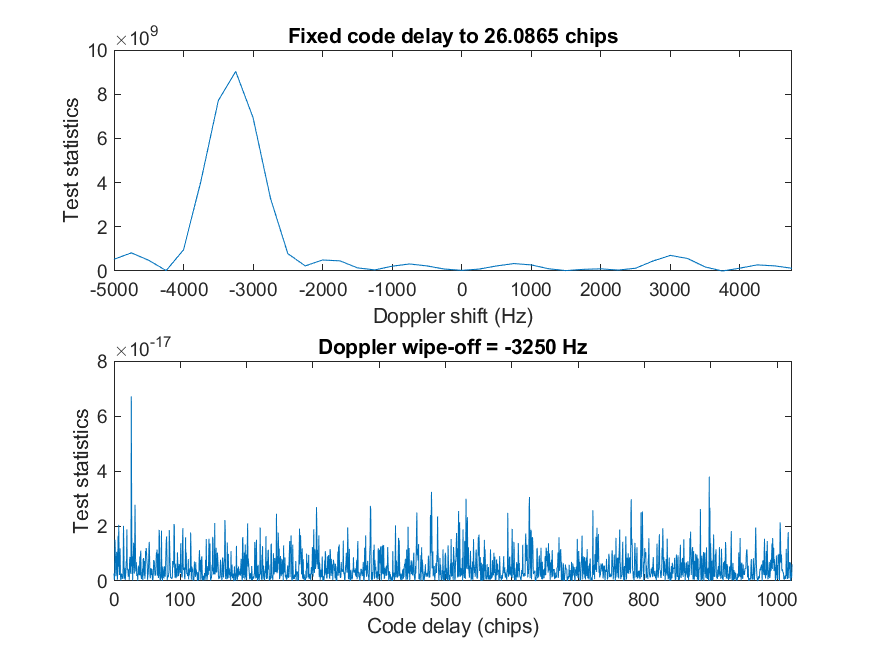 ×10^9
Fixed code delay to 26.0865 chips
10
8
6
4
2
0
Test statistics
-5000 -4000 -3000 -2000 -1000 0 1000 2000 3000 4000
Doppler shift (Hz)
×10^-17
Doppler wipe-off = -3250 Hz
8
6
4
2
0
Test statistics
0 100 200 300 400 500 600 700 800 900 1000
Code delay (chips)